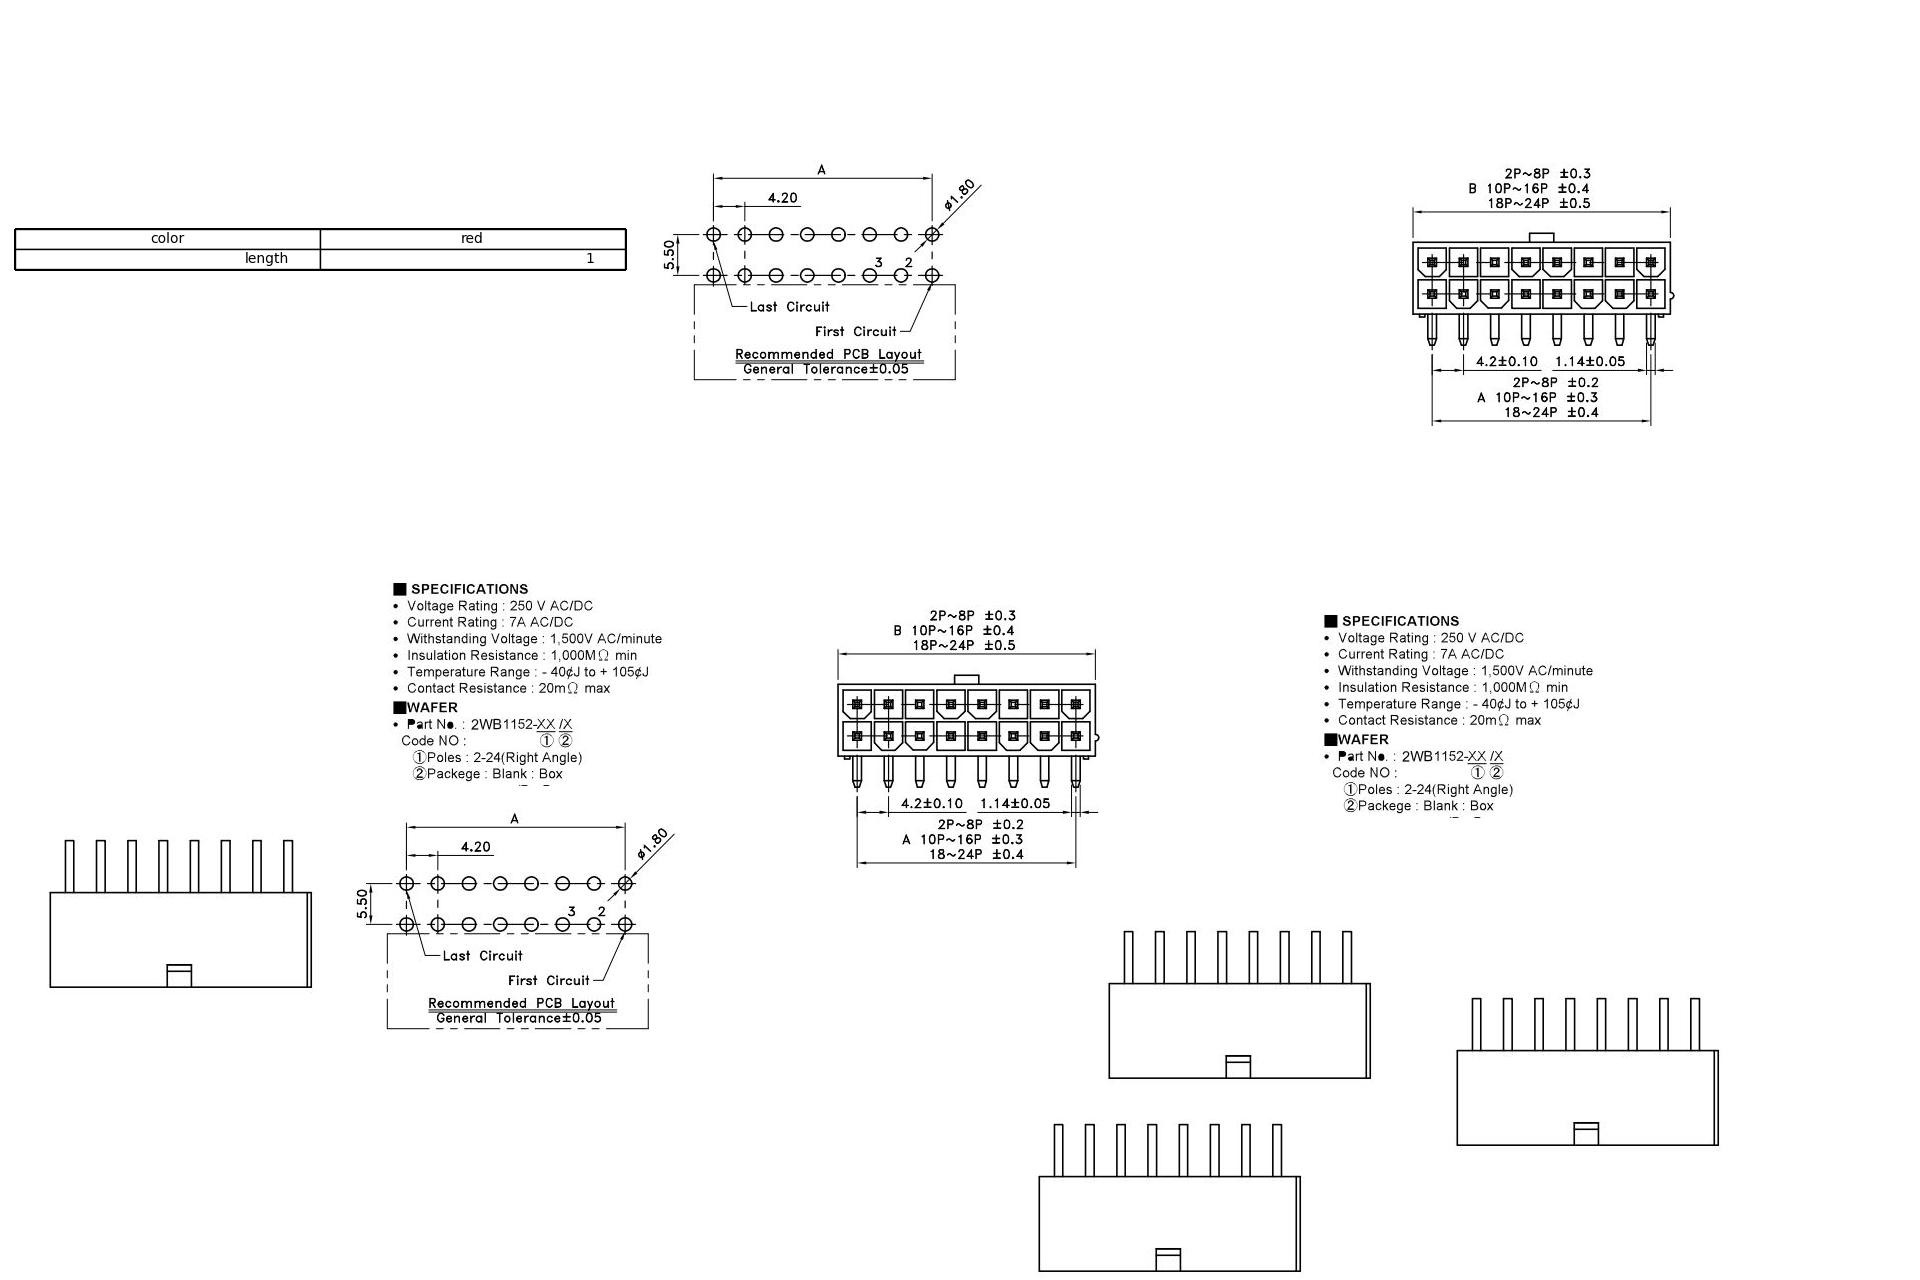 color red
length 1
A
4.20
ø1.80
5.50
3 2
Last Circuit
First Circuit
Recommended PCB Layout
General Tolerance±0.05
2P~8P ±0.3
B 10P~16P ±0.4
18P~24P ±0.5
4.2±0.10 1.14±0.05
2P~8P ±0.2
A 10P~16P ±0.3
18~24P ±0.4
■ SPECIFICATIONS
• Voltage Rating : 250 V AC/DC
• Current Rating : 7A AC/DC
• Withstanding Voltage : 1,500V AC/minute
• Insulation Resistance : 1,000MΩ min
• Temperature Range : - 40¢J to + 105¢J
• Contact Resistance : 20mΩ max
■WAFER
• Part No. : 2WB1152-XX /X
Code NO : ① ②
①Poles : 2-24(Right Angle)
②Packege : Blank : Box
2P~8P ±0.3
B 10P~16P ±0.4
18P~24P ±0.5
4.2±0.10 1.14±0.05
2P~8P ±0.2
A 10P~16P ±0.3
18~24P ±0.4
■ SPECIFICATIONS
• Voltage Rating : 250 V AC/DC
• Current Rating : 7A AC/DC
• Withstanding Voltage : 1,500V AC/minute
• Insulation Resistance : 1,000MΩ min
• Temperature Range : - 40¢J to + 105¢J
• Contact Resistance : 20mΩ max
■WAFER
• Part No. : 2WB1152-XX /X
Code NO : ① ②
①Poles : 2-24(Right Angle)
②Packege : Blank : Box
A
4.20
ø1.80
5.50
3 2
Last Circuit
First Circuit
Recommended PCB Layout
General Tolerance±0.05